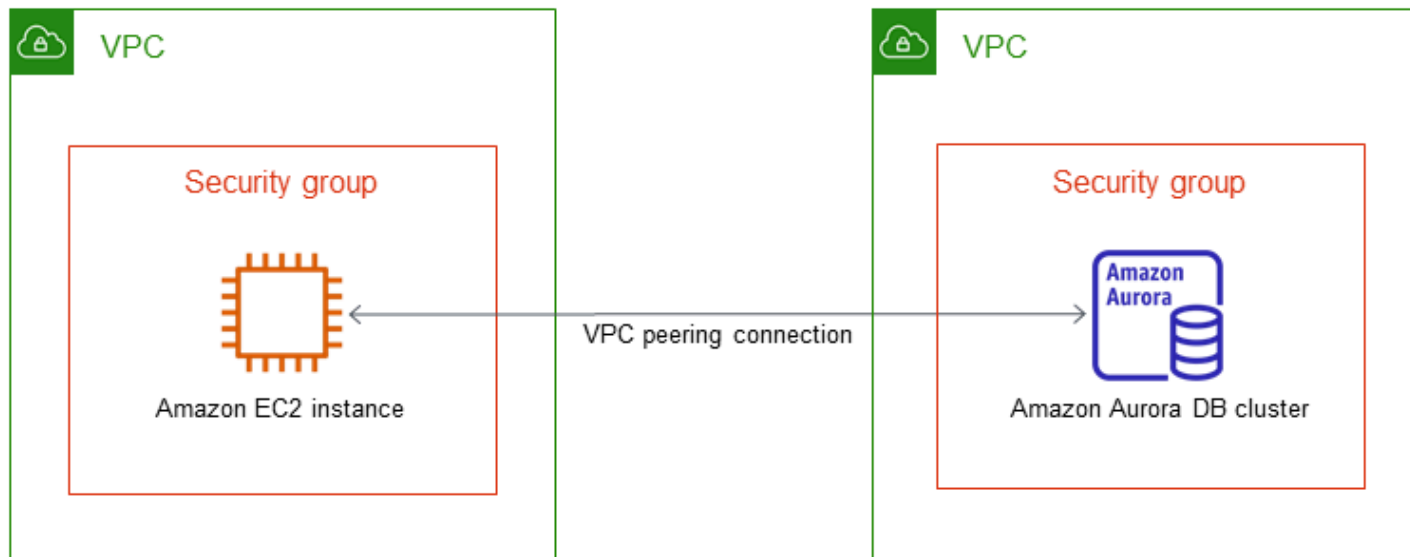 VPC
VPC
Security group
Security group
Amazon
Aurora
VPC peering connection
Amazon EC2 instance
Amazon Aurora DB cluster